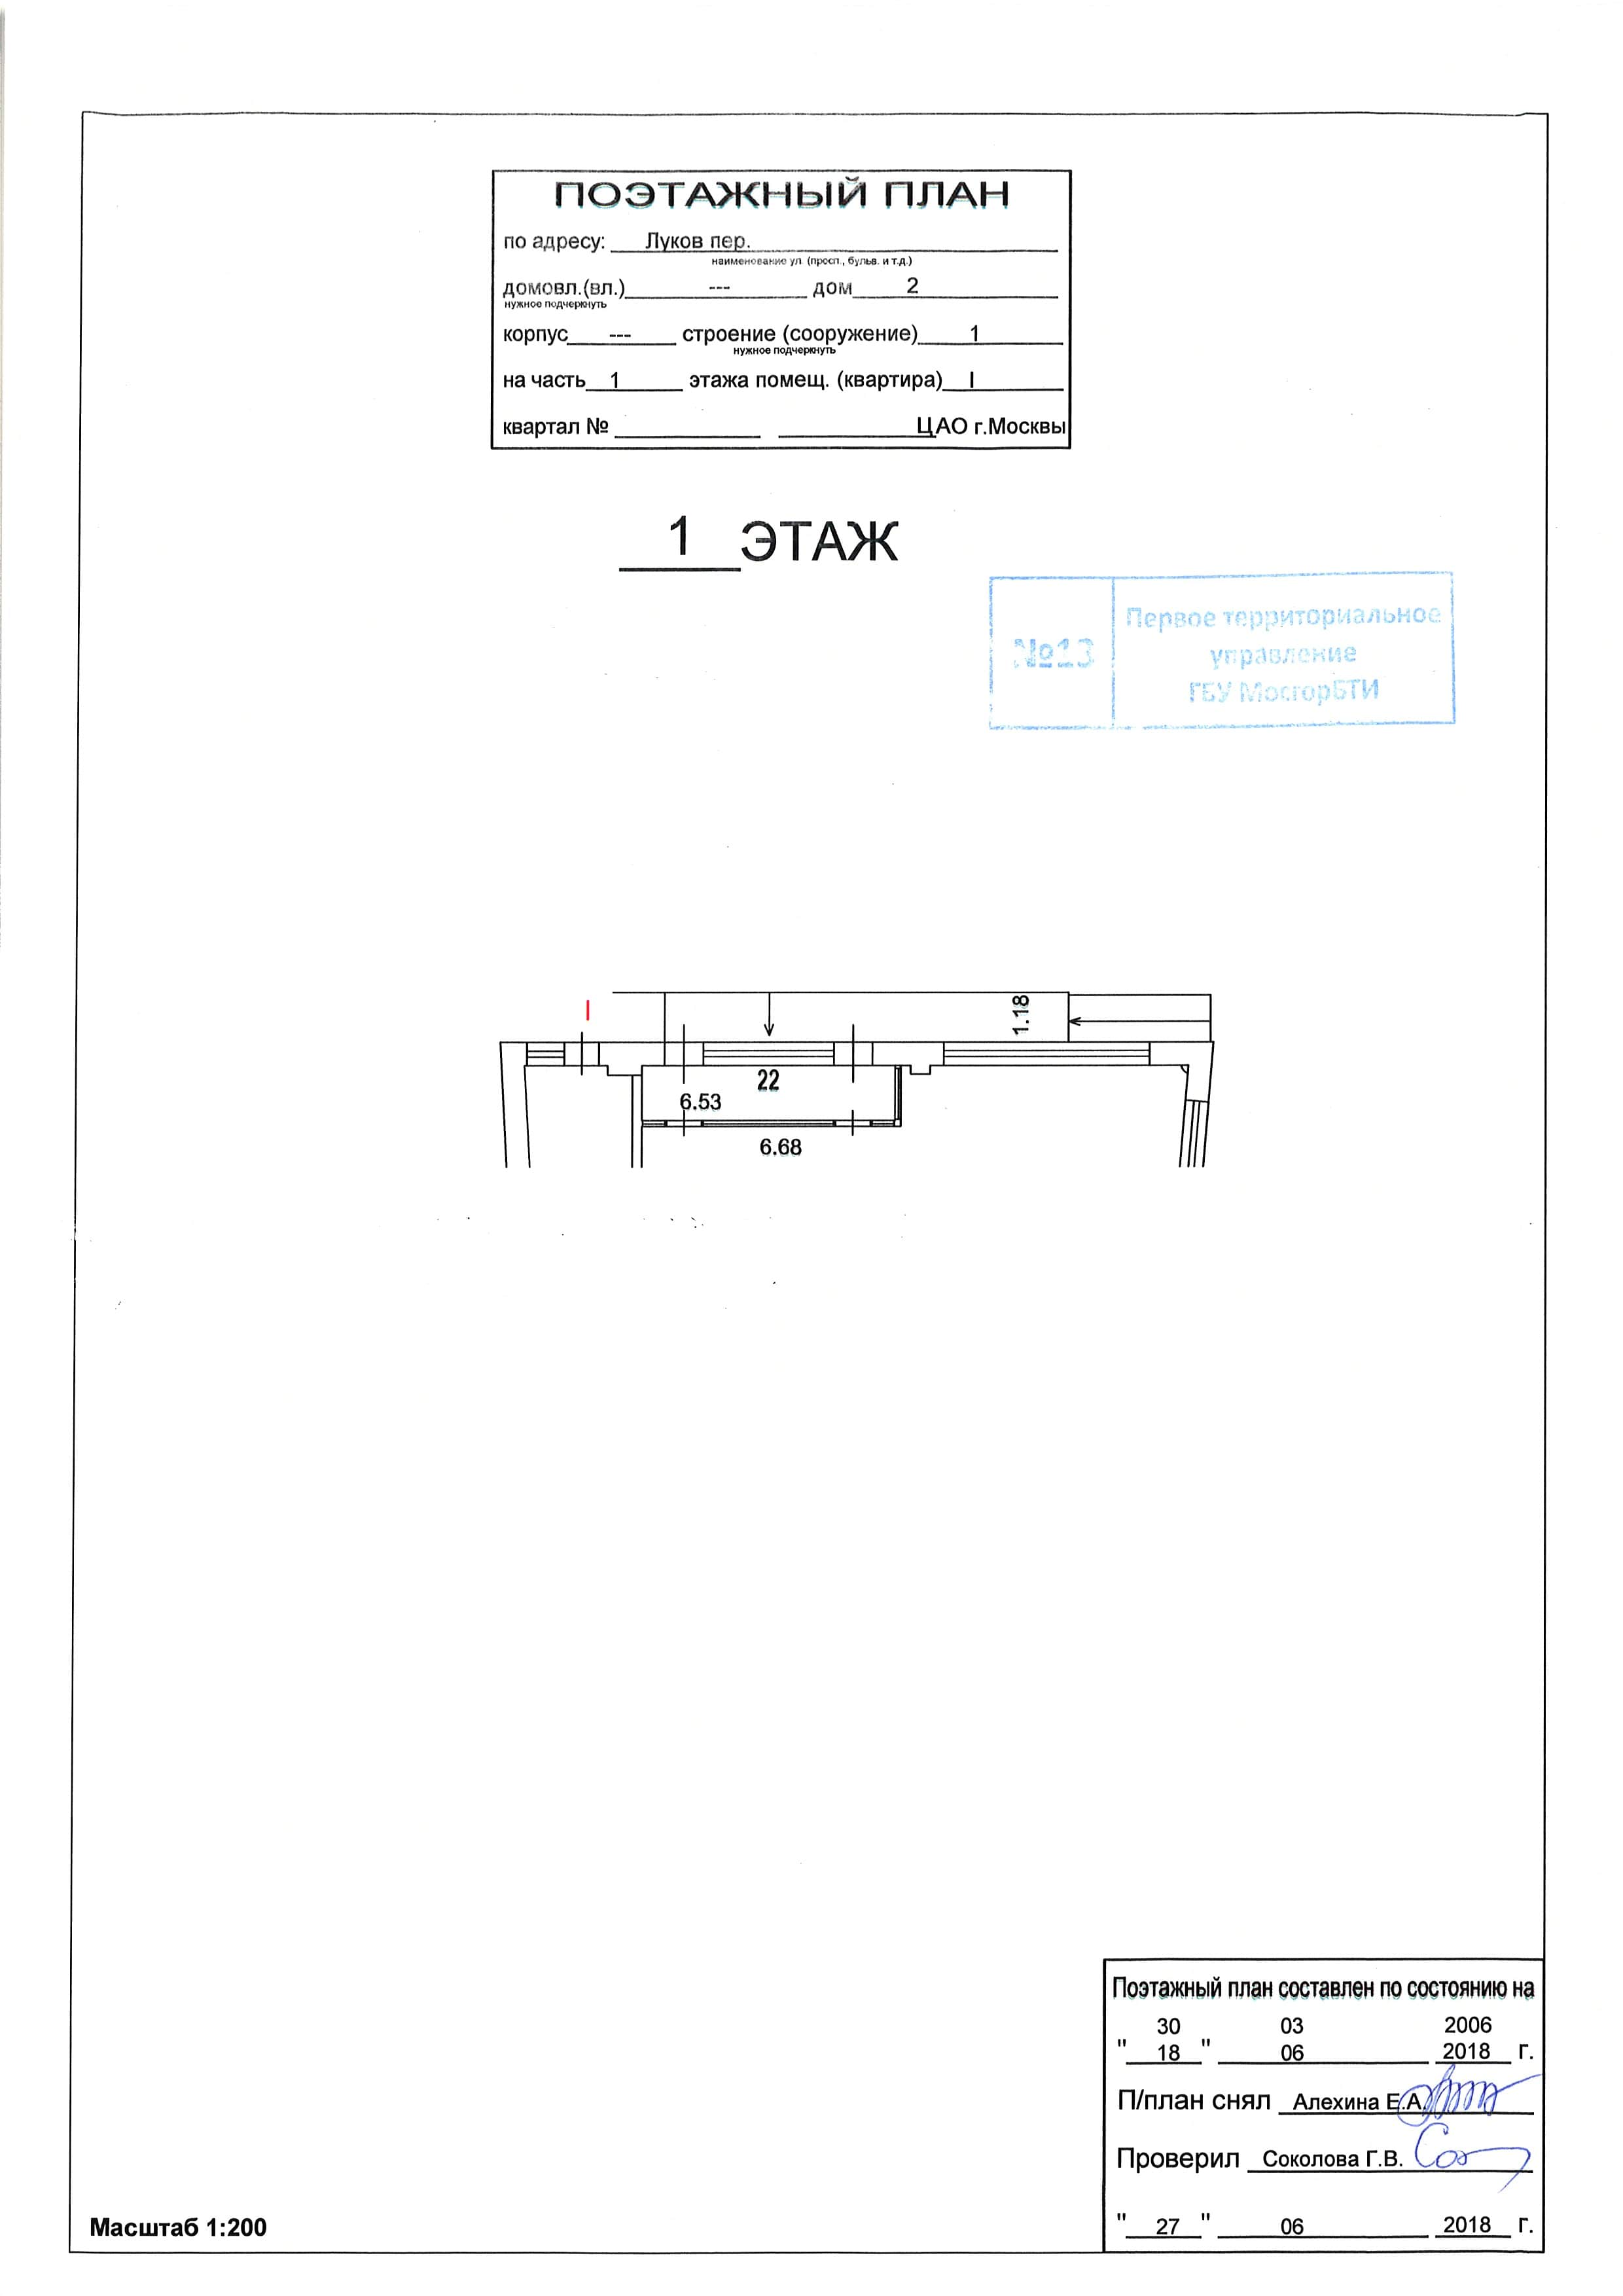 ПОЭТАЖНЫЙ ПЛАН
по адресу: Луков пер.
наименование ул. (просп., бульв. и т.д.)
домовл.(вл.) --- дом 2
нужное подчеркнуть
корпус --- строение (сооружение) 1
нужное подчеркнуть
на часть 1 этажа помещ. (квартира) I
квартал № ЦАО г.Москвы
1 ЭТАЖ
№13
Первое территориальное
управление
ГБУ МосгорБТИ
I
1.18
22
6.53
6.68
Поэтажный план составлен по состоянию на
30 03 2006
" 18 " 06 2018 г.
П/план снял Алехина Е.А.
Проверил Соколова Г.В.
" 27 " 06 2018 г.
Масштаб 1:200